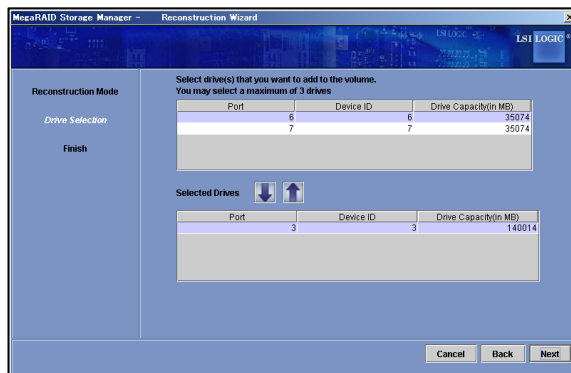 MegaRAID Storage Manager – Reconstruction Wizard
LSI LOGIC
LSI LOGIC
Reconstruction Mode
Drive Selection
Finish
Select drive(s) that you want to add to the volume.
You may select a maximum of 3 drives
Port Device ID Drive Capacity(in MB)
6 6 35074
7 7 35074
Selected Drives
Port Device ID Drive Capacity(in MB)
3 3 140014
Cancel Back Next